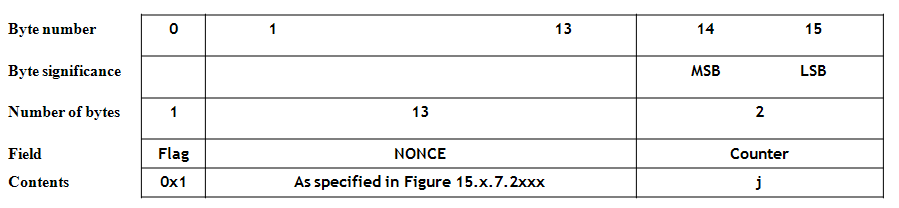 Byte number 0 1 13 14 15
Byte significance MSB LSB
Number of bytes 1 13 2
Field Flag NONCE Counter
Contents 0x1 As specified in Figure 15.x.7.2xxx j